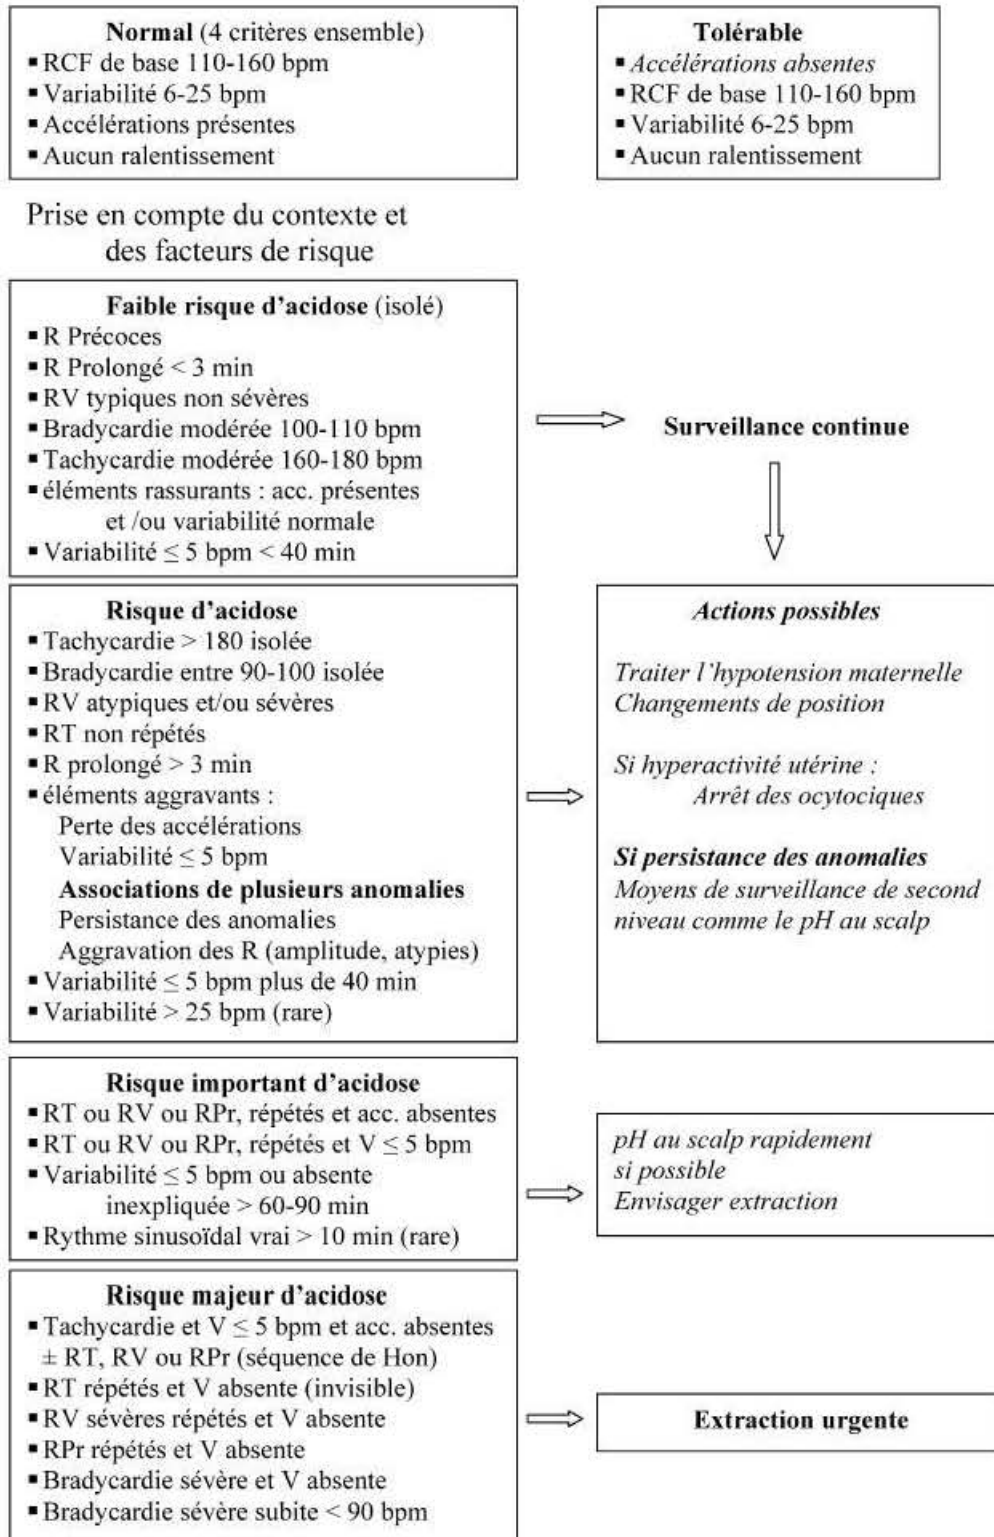 Normal (4 critères ensemble)
▪ RCF de base 110-160 bpm
▪ Variabilité 6-25 bpm
▪ Accélérations présentes
▪ Aucun ralentissement
Tolérable
▪ Accélérations absentes
▪ RCF de base 110-160 bpm
▪ Variabilité 6-25 bpm
▪ Aucun ralentissement
Prise en compte du contexte et
des facteurs de risque
Faible risque d'acidose (isolé)
▪ R Précoces
▪ R Prolongé < 3 min
▪ RV typiques non sévères
▪ Bradycardie modérée 100-110 bpm
▪ Tachycardie modérée 160-180 bpm
▪ éléments rassurants : acc. présentes
et /ou variabilité normale
▪ Variabilité ≤ 5 bpm < 40 min
Surveillance continue
Risque d'acidose
▪ Tachycardie > 180 isolée
▪ Bradycardie entre 90-100 isolée
▪ RV atypiques et/ou sévères
▪ RT non répétés
▪ R prolongé > 3 min
▪ éléments aggravants :
Perte des accélérations
Variabilité ≤ 5 bpm
Associations de plusieurs anomalies
Persistance des anomalies
Aggravation des R (amplitude, atypies)
▪ Variabilité ≤ 5 bpm plus de 40 min
▪ Variabilité > 25 bpm (rare)
Actions possibles
Traiter l'hypotension maternelle
Changements de position
Si hyperactivité utérine :
Arrêt des ocytociques
Si persistance des anomalies
Moyens de surveillance de second
niveau comme le pH au scalp
Risque important d'acidose
▪ RT ou RV ou RPr, répétés et acc. absentes
▪ RT ou RV ou RPr, répétés et V ≤ 5 bpm
▪ Variabilité ≤ 5 bpm ou absente
inexpliquée > 60-90 min
▪ Rythme sinusoïdal vrai > 10 min (rare)
pH au scalp rapidement
si possible
Envisager extraction
Risque majeur d'acidose
▪ Tachycardie et V ≤ 5 bpm et acc. absentes
± RT, RV ou RPr (séquence de Hon)
▪ RT répétés et V absente (invisible)
▪ RV sévères répétés et V absente
▪ RPr répétés et V absente
▪ Bradycardie sévère et V absente
▪ Bradycardie sévère subite < 90 bpm
Extraction urgente